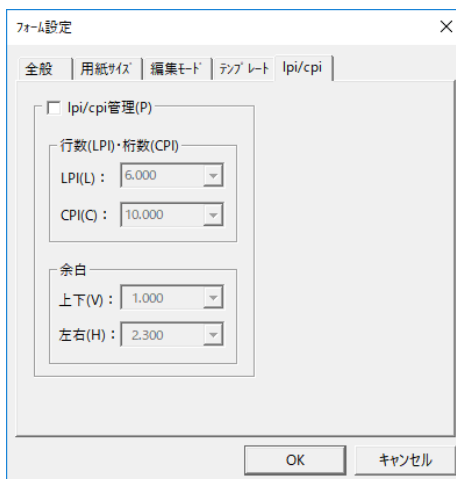 フォーム設定
全般 用紙サイズ 編集モード テンプレート lpi/cpi
lpi/cpi管理(P)
行数(LPI)・桁数(CPI)
LPI(L)： 6.000
CPI(C)： 10.000
余白
上下(V)： 1.000
左右(H)： 2.300
OK キャンセル